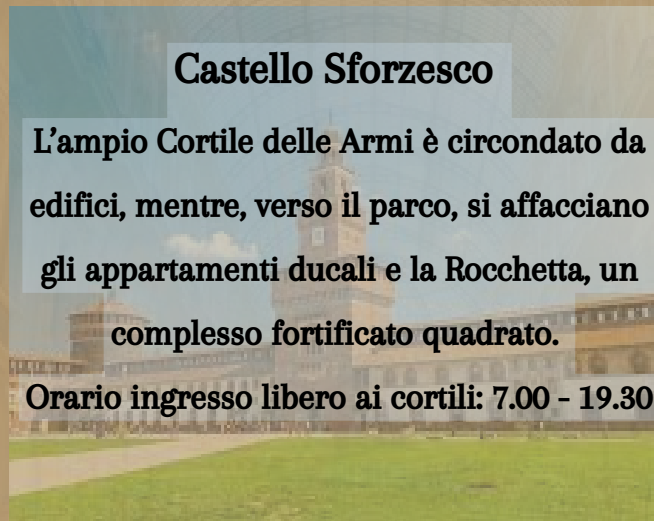 Castello Sforzesco
L’ampio Cortile delle Armi è circondato da
edifici, mentre, verso il parco, si affacciano
gli appartamenti ducali e la Rocchetta, un
complesso fortificato quadrato.
Orario ingresso libero ai cortili: 7.00 - 19.30